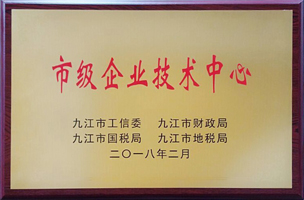 市级企业技术中心
九江市工信委 九江市财政局
九江市国税局 九江市地税局
二〇一八年二月